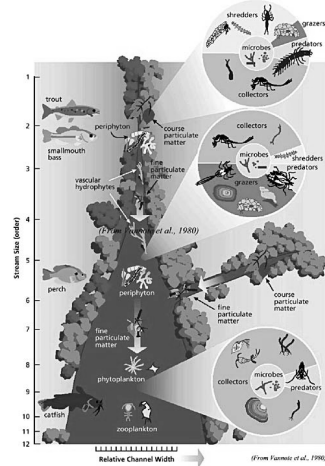 shredders
grazers
predators
microbes
collectors
1
trout
2
periphyton
course
particulate
matter
smallmouth
bass
collectors
microbes
shredders
predators
grazers
3
vascular
hydrophytes
fine
particulate
matter
4
(From Vannote et al., 1980)
5
Stream Size (order)
perch
6
periphyton
fine
particulate
matter
course
particulate
matter
7
fine
particulate
matter
8
phytoplankton
collectors
microbes
predators
9
catfish
10
zooplankton
11
12
Relative Channel Width
(From Vannote et al., 1980)